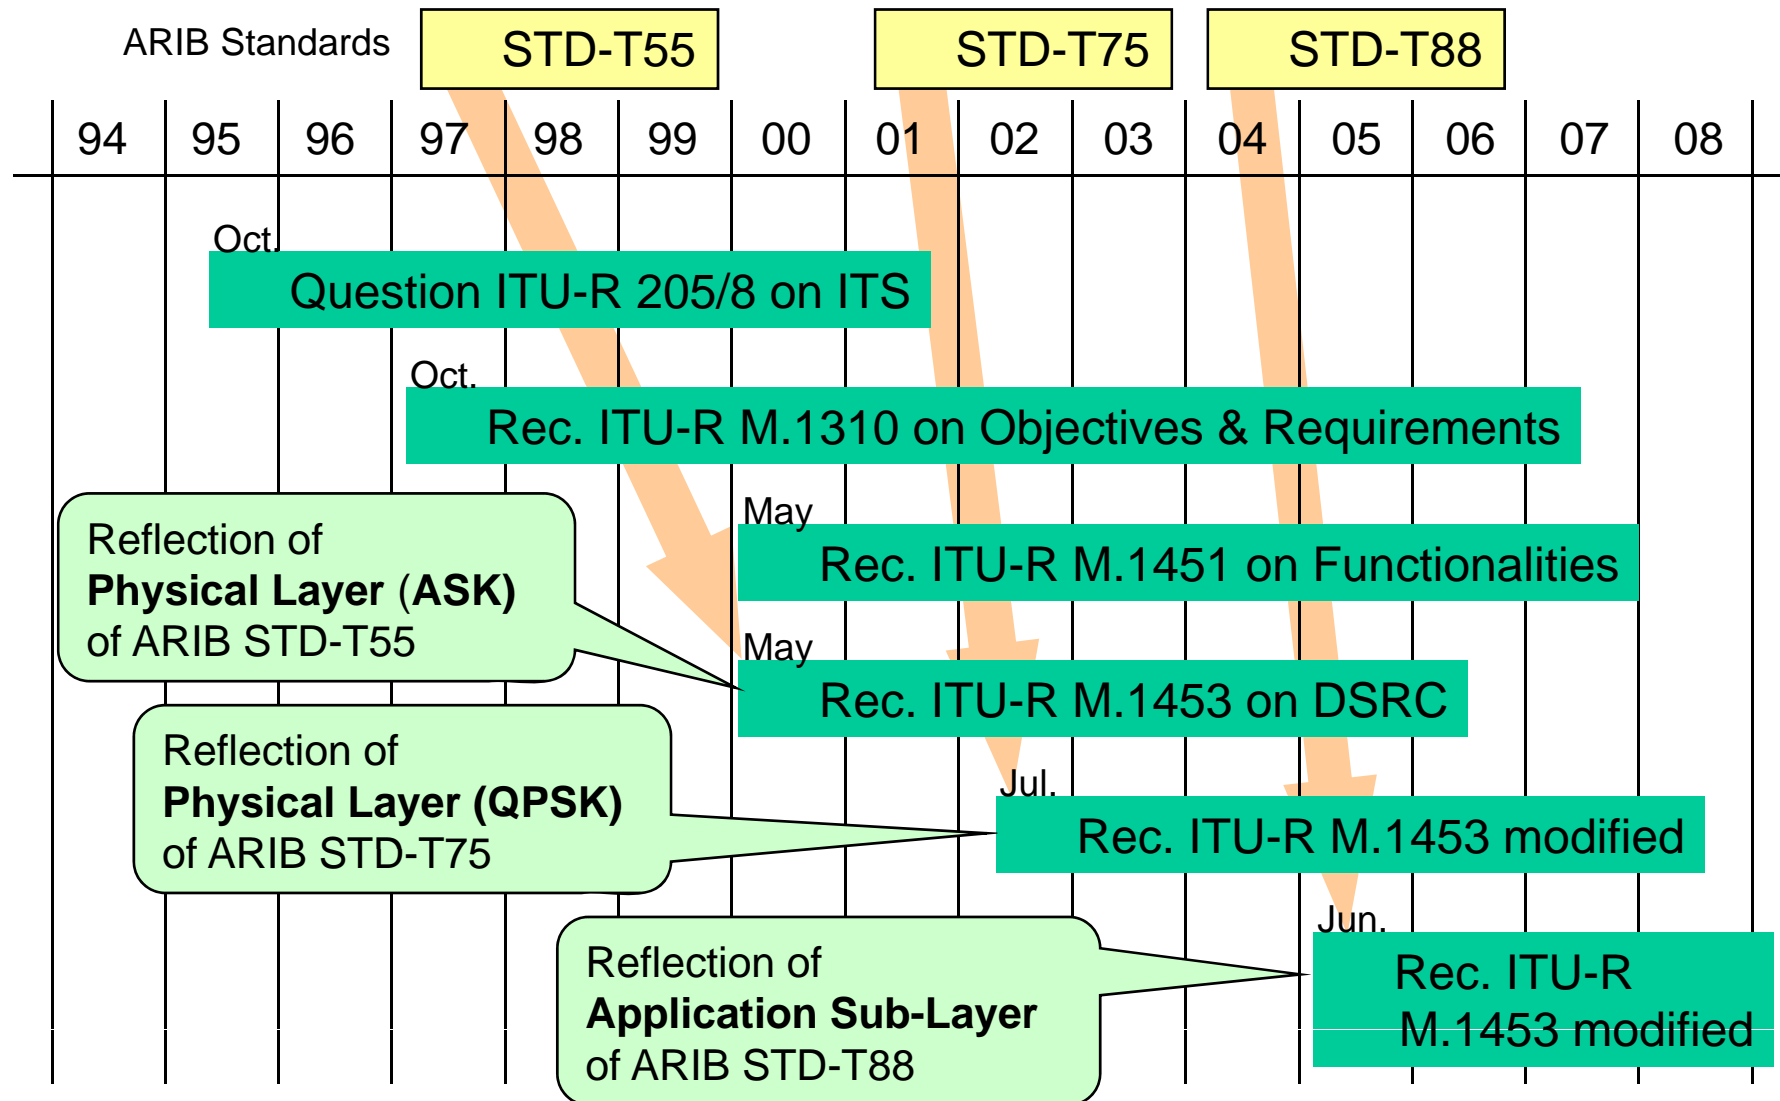 ARIB Standards STD-T55 STD-T75 STD-T88
94 95 96 97 98 99 00 01 02 03 04 05 06 07 08
Oct.
Question ITU-R 205/8 on ITS
Oct.
Rec. ITU-R M.1310 on Objectives & Requirements
May
Rec. ITU-R M.1451 on Functionalities
Reflection of
Physical Layer (ASK)
of ARIB STD-T55
May
Rec. ITU-R M.1453 on DSRC
Reflection of
Physical Layer (QPSK)
of ARIB STD-T75
Jul.
Rec. ITU-R M.1453 modified
Reflection of
Application Sub-Layer
of ARIB STD-T88
Jun.
Rec. ITU-R
M.1453 modified